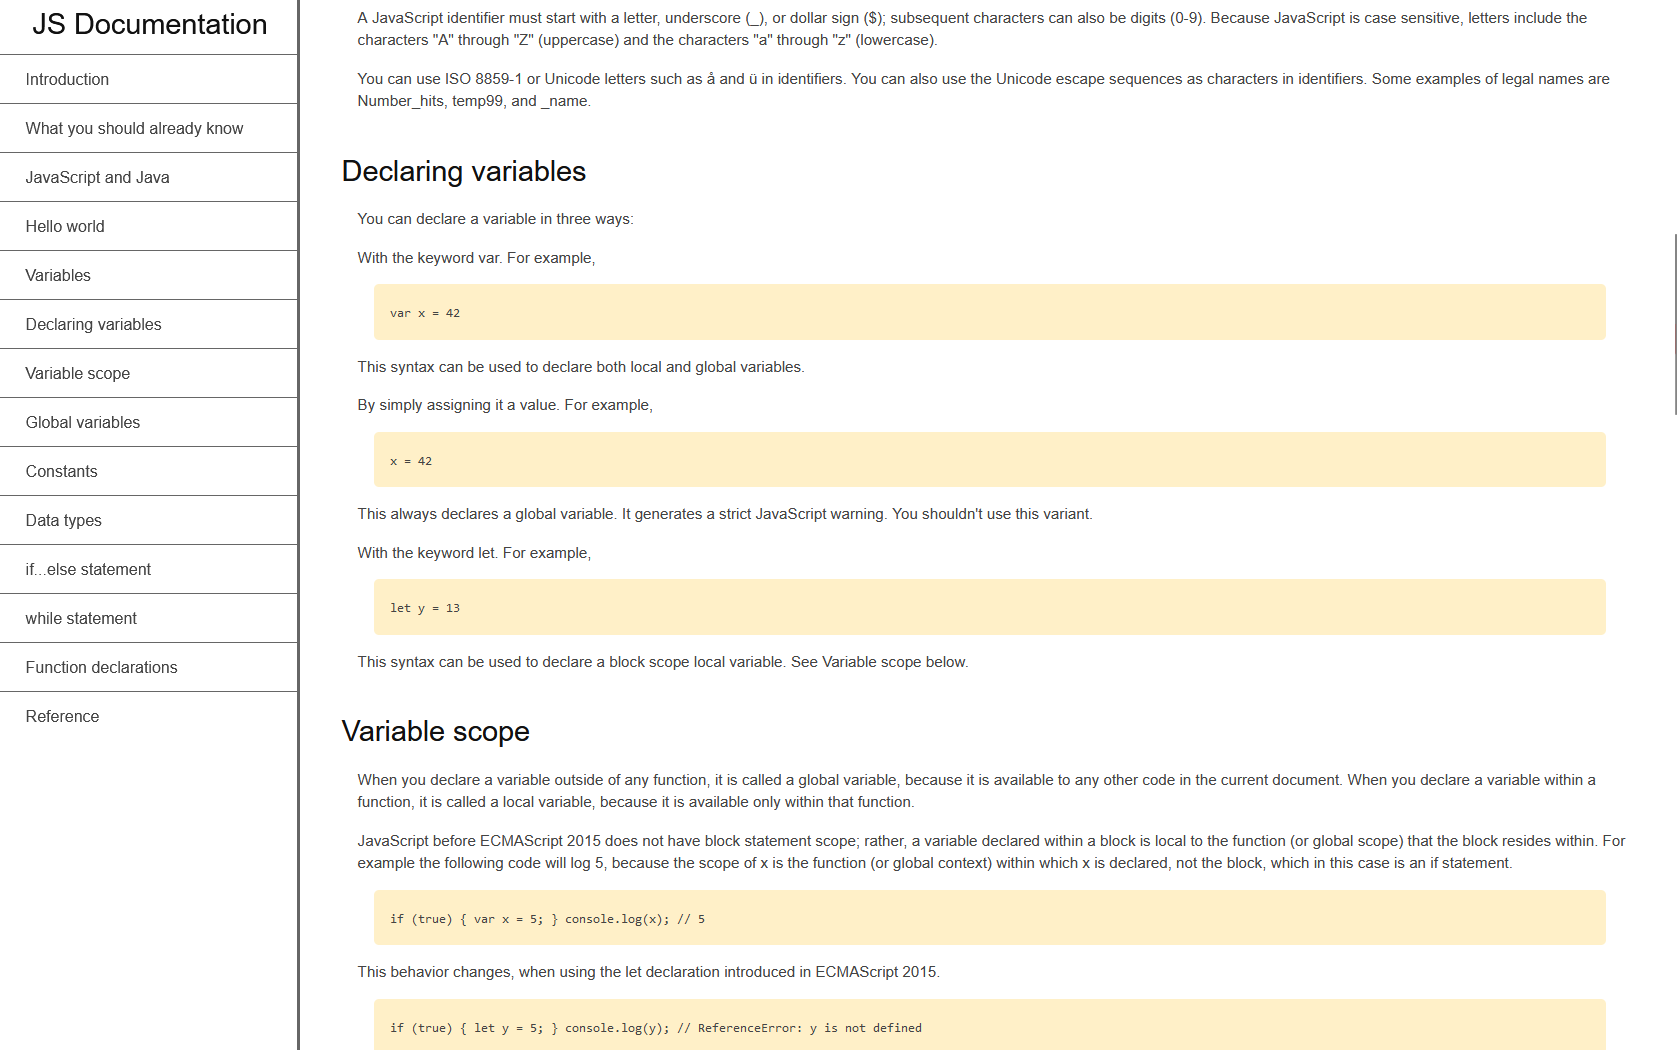 JS Documentation
Introduction
What you should already know
JavaScript and Java
Hello world
Variables
Declaring variables
Variable scope
Global variables
Constants
Data types
if...else statement
while statement
Function declarations
Reference
A JavaScript identifier must start with a letter, underscore (_), or dollar sign ($); subsequent characters can also be digits (0-9). Because JavaScript is case sensitive, letters include the
characters "A" through "Z" (uppercase) and the characters "a" through "z" (lowercase).
You can use ISO 8859-1 or Unicode letters such as å and ü in identifiers. You can also use the Unicode escape sequences as characters in identifiers. Some examples of legal names are
Number_hits, temp99, and _name.
Declaring variables
You can declare a variable in three ways:
With the keyword var. For example,
var x = 42
This syntax can be used to declare both local and global variables.
By simply assigning it a value. For example,
x = 42
This always declares a global variable. It generates a strict JavaScript warning. You shouldn't use this variant.
With the keyword let. For example,
let y = 13
This syntax can be used to declare a block scope local variable. See Variable scope below.
Variable scope
When you declare a variable outside of any function, it is called a global variable, because it is available to any other code in the current document. When you declare a variable within a
function, it is called a local variable, because it is available only within that function.
JavaScript before ECMAScript 2015 does not have block statement scope; rather, a variable declared within a block is local to the function (or global scope) that the block resides within. For
example the following code will log 5, because the scope of x is the function (or global context) within which x is declared, not the block, which in this case is an if statement.
if (true) { var x = 5; } console.log(x); // 5
This behavior changes, when using the let declaration introduced in ECMAScript 2015.
if (true) { let y = 5; } console.log(y); // ReferenceError: y is not defined